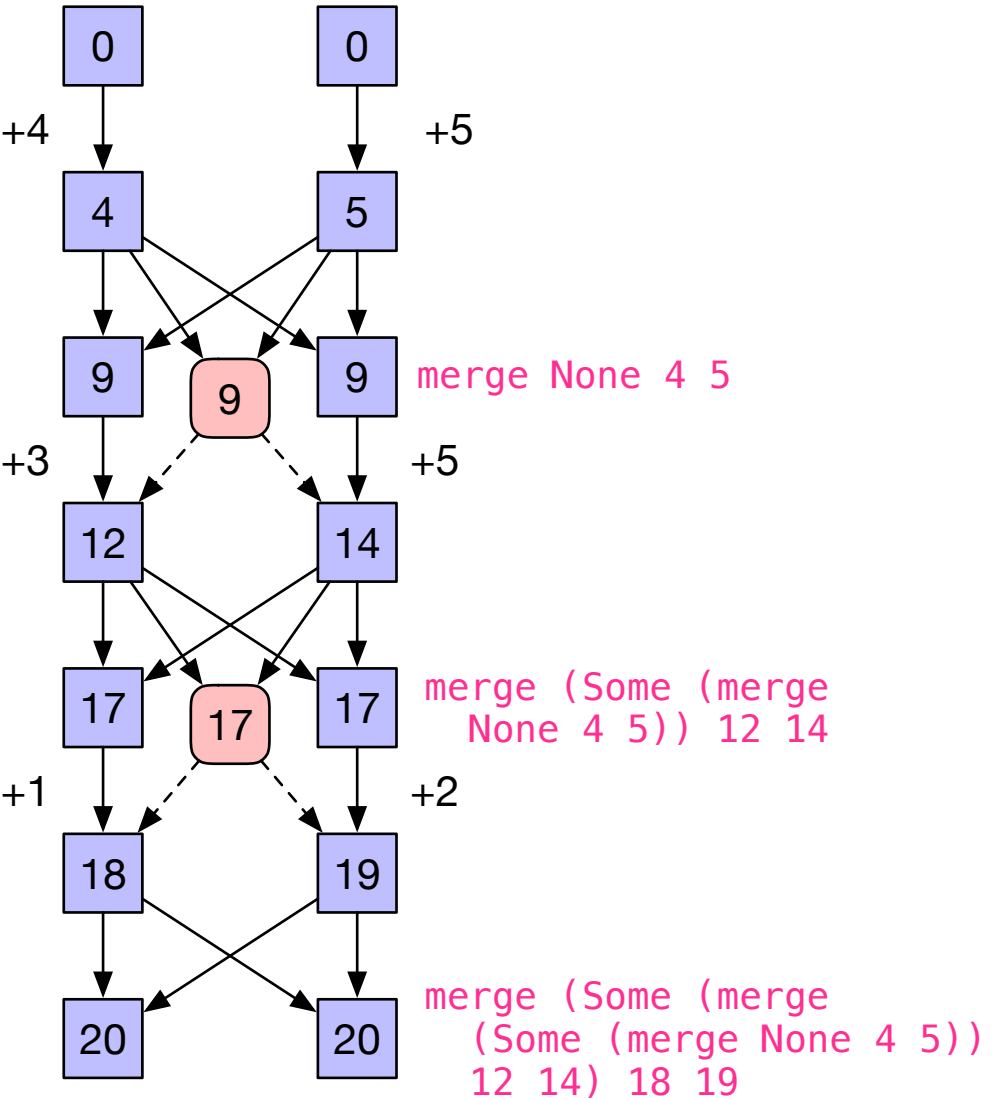 0 0
+4 +5
4 5
9 9 9 merge None 4 5
+3 +5
12 14
17 17 17 merge (Some (merge
None 4 5)) 12 14
+1 +2
18 19
20 20 merge (Some (merge
(Some (merge None 4 5))
12 14) 18 19